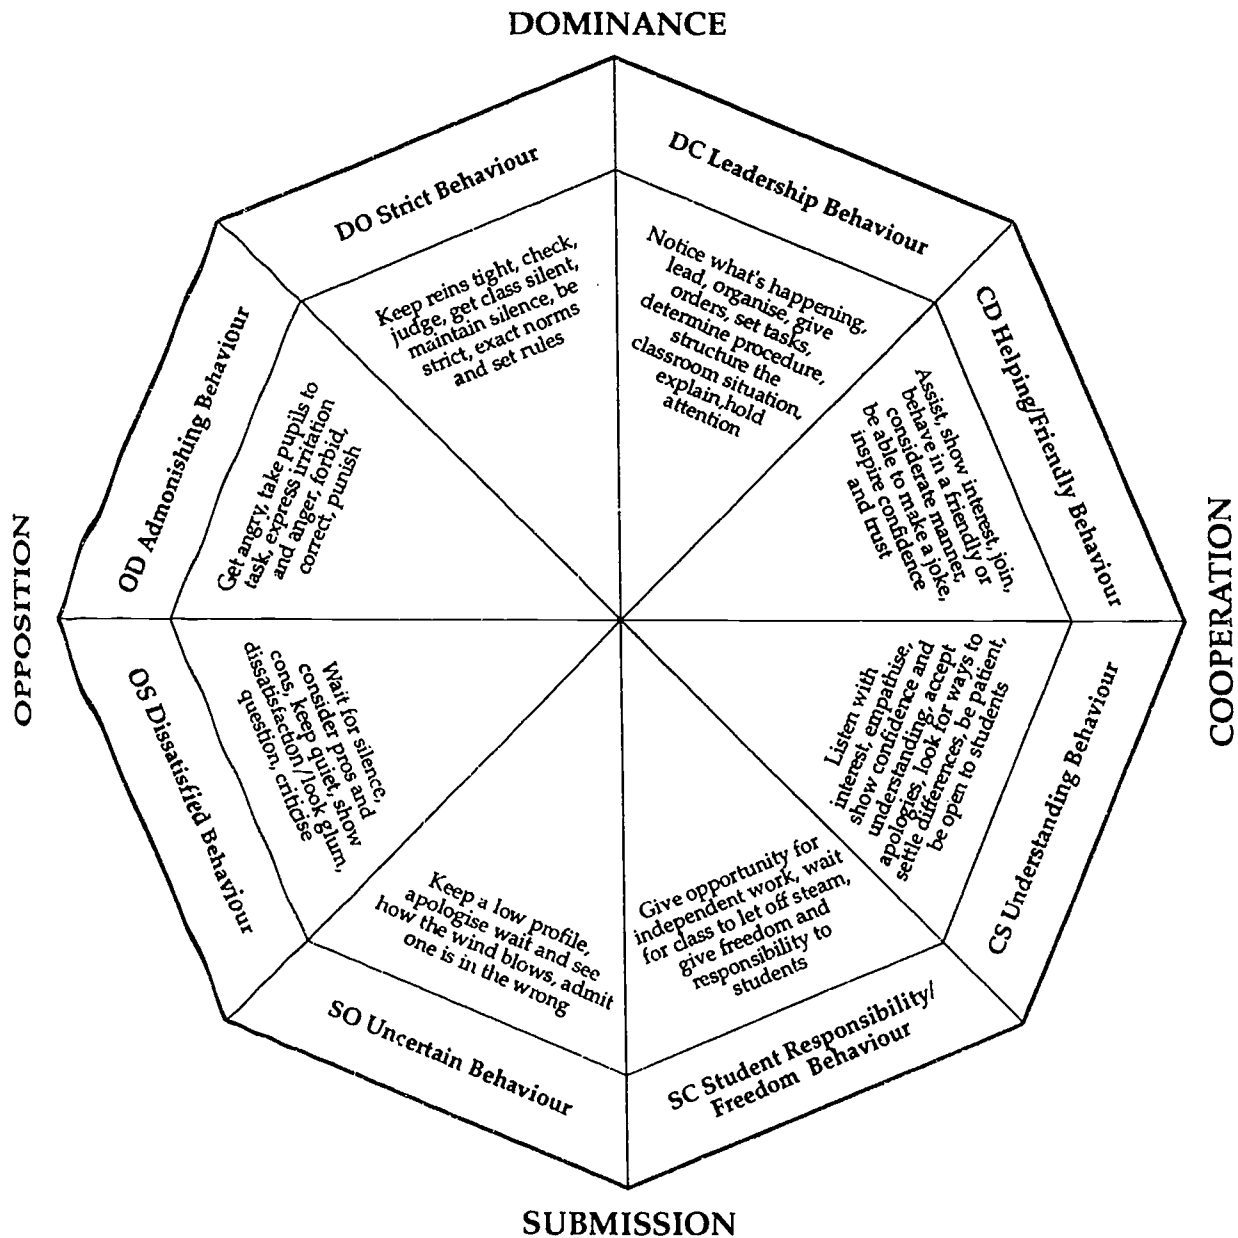 DOMINANCE
DC Leadership Behaviour
Notice what's happening,
lead, organise, give
orders, set tasks,
determine procedure,
structure the
classroom situation,
explain,hold
attention
CD Helping/Friendly Behaviour
Assist, show interest, join,
behave in a friendly or
considerate manner,
be able to make a joke,
inspire confidence
and trust
COOPERATION
CS Understanding Behaviour
Listen with
interest, empathise,
show confidence and
understanding, accept
apologies, look for ways to
settle differences, be patient,
be open to students
SC Student Responsibility/
Freedom Behaviour
Give opportunity for
independent work, wait
for class to let off steam,
give freedom and
responsibility to
students
SUBMISSION
SO Uncertain Behaviour
Keep a low profile,
apologise wait and see
how the wind blows, admit
one is in the wrong
OS Dissatisfied Behaviour
Wait for silence,
consider pros and
cons, keep quiet, show
dissatisfaction/look glum,
question, criticise
OPPOSITION
OD Admonishing Behaviour
Get angry, take pupils to
task, express irritation
and anger, forbid,
correct, punish
DO Strict Behaviour
Keep reins tight, check,
judge, get class silent,
maintain silence, be
strict, exact norms
and set rules